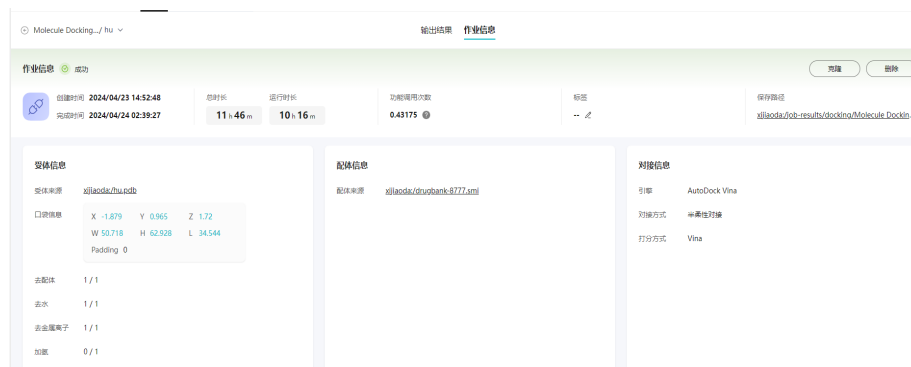 Molecule Docking.../ hu
输出结果 作业信息
作业信息 成功 克隆 删除
创建时间 2024/04/23 14:52:48 总时长 运行时长 功能调用次数 标签 保存路径
完成时间 2024/04/24 02:39:27 11 h 46 m 10 h 16 m 0.43175 -- xijiaoda:/job-results/docking/Molecule Dockin.
受体信息 配体信息 对接信息
受体来源 xijiaoda:/hu.pdb 配体来源 xijiaoda:/drugbank-8777.smi 引擎 AutoDock Vina
口袋信息 X -1.879 Y 0.965 Z 1.72 对接方式 半柔性对接
W 50.718 H 62.928 L 34.544
Padding 0 打分方式 Vina
去配体 1 / 1
去水 1 / 1
去金属离子 1 / 1
加氢 0 / 1